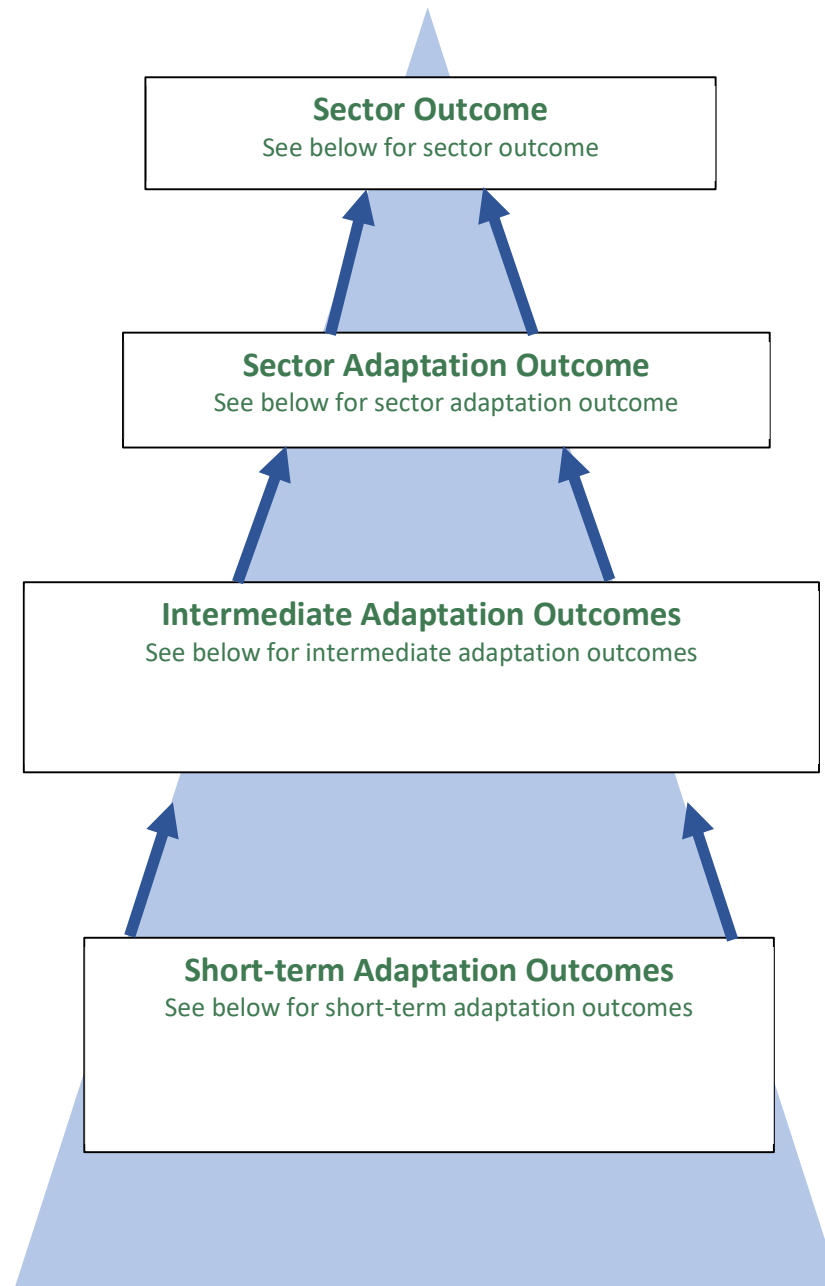 Sector Outcome
See below for sector outcome
Sector Adaptation Outcome
See below for sector adaptation outcome
Intermediate Adaptation Outcomes
See below for intermediate adaptation outcomes
Short-term Adaptation Outcomes
See below for short-term adaptation outcomes